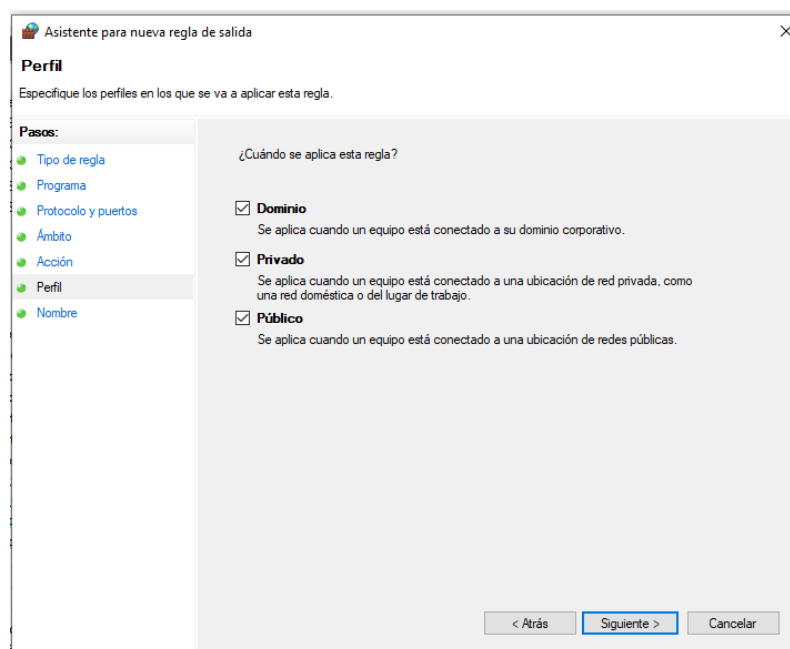 Asistente para nueva regla de salida
Perfil
Especifique los perfiles en los que se va a aplicar esta regla.
Pasos:
Tipo de regla
Programa
Protocolo y puertos
Ámbito
Acción
Perfil
Nombre
¿Cuándo se aplica esta regla?
Dominio
Se aplica cuando un equipo está conectado a su dominio corporativo.
Privado
Se aplica cuando un equipo está conectado a una ubicación de red privada, como
una red doméstica o del lugar de trabajo.
Público
Se aplica cuando un equipo está conectado a una ubicación de redes públicas.
< Atrás
Siguiente >
Cancelar